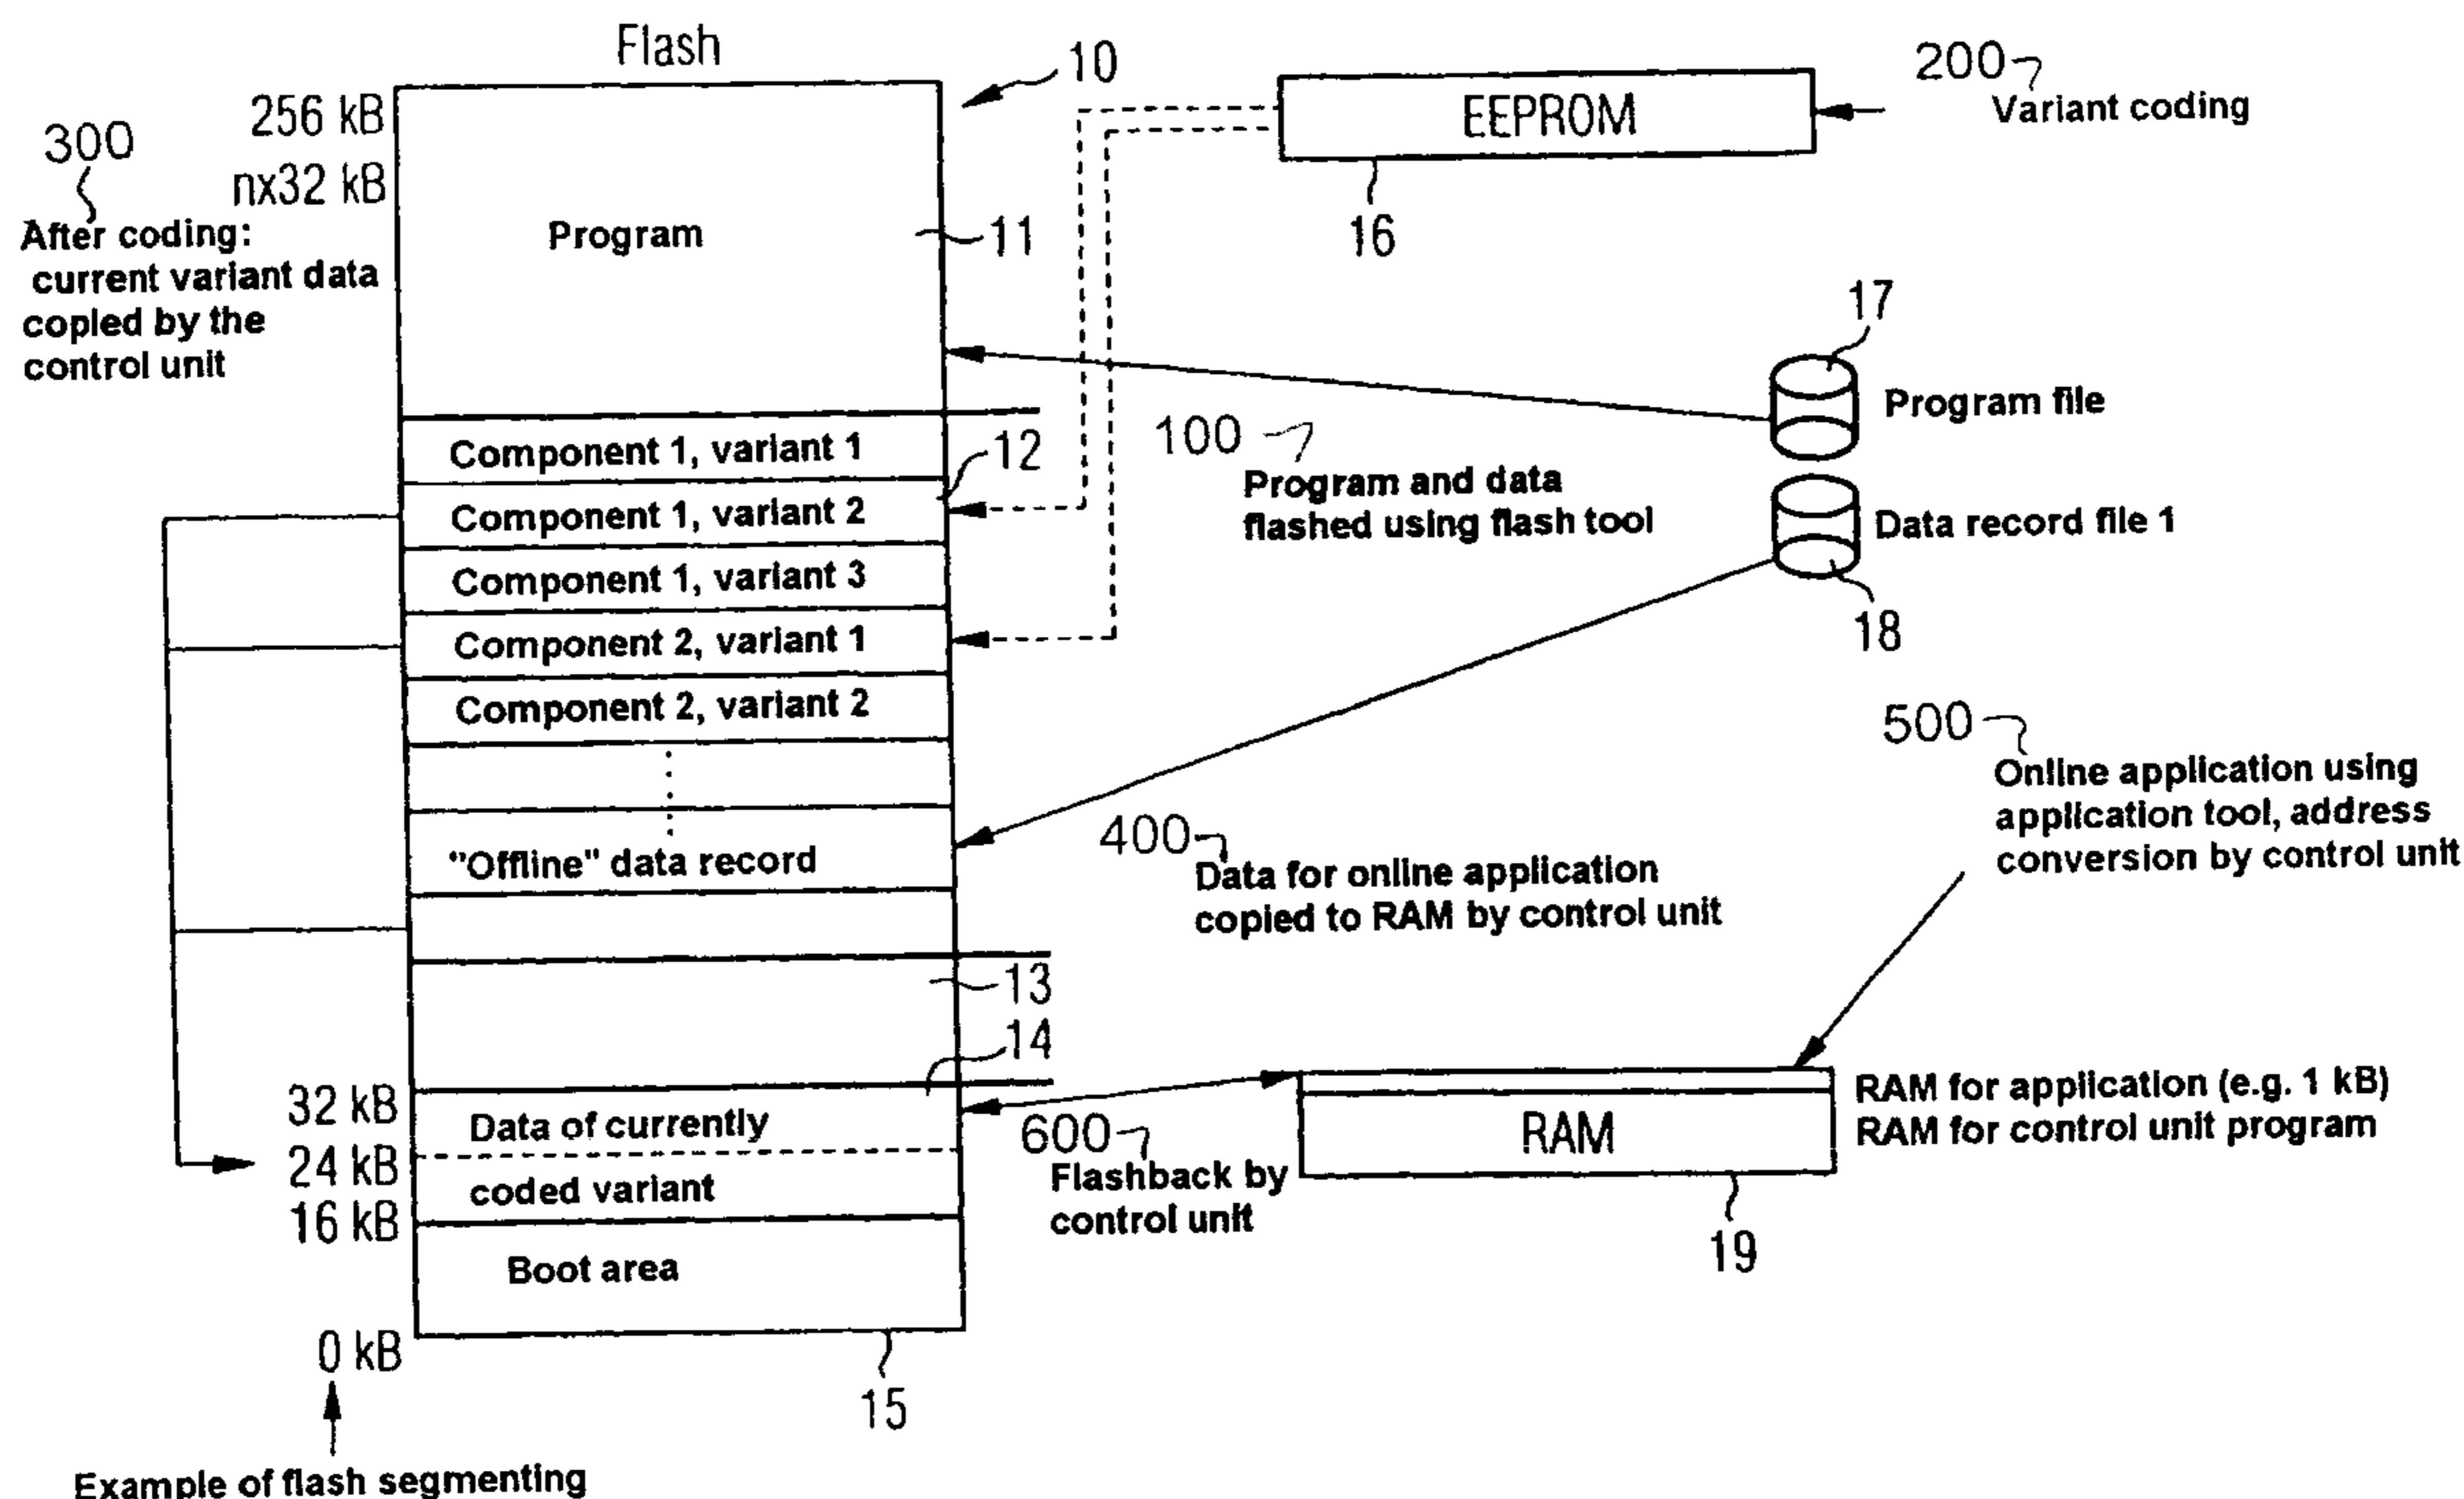 Flash
10
200
256 kB
EEPROM
Variant coding
300
nx32 kB
After coding:
current variant data
copled by the
control unit
Program
11
16
17
Program file
100
Program and data
flashed using flash tool
Component 1, variant 1
12
Component 1, variant 2
Data record file 1
Component 1, variant 3
18
Component 2, variant 1
Component 2, variant 2
500
Online application using
application tool, address
conversion by control unit
400
Data for online application
copied to RAM by control unit
"Offline" data record
13
14
32 kB
Data of currently
24 kB
coded variant
16 kB
600
Flashback by
control unit
RAM for application (e.g. 1 kB)
RAM for control unit program
RAM
19
Boot area
0 kB
15
Example of flash segmenting